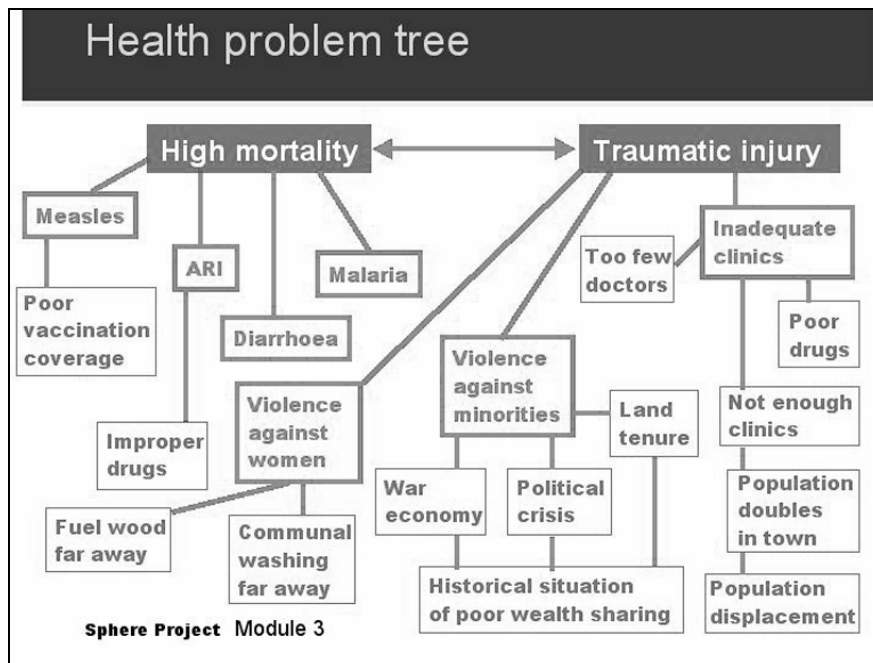 Health problem tree
High mortality
Traumatic injury
Measles
ARI
Malaria
Too few
doctors
Inadequate
clinics
Poor
vaccination
coverage
Diarrhoea
Poor
drugs
Violence
against
women
Violence
against
minorities
Land
tenure
Not enough
clinics
Improper
drugs
War
economy
Political
crisis
Population
doubles
in town
Fuel wood
far away
Communal
washing
far away
Historical situation
of poor wealth sharing
Population
displacement
Sphere Project Module 3